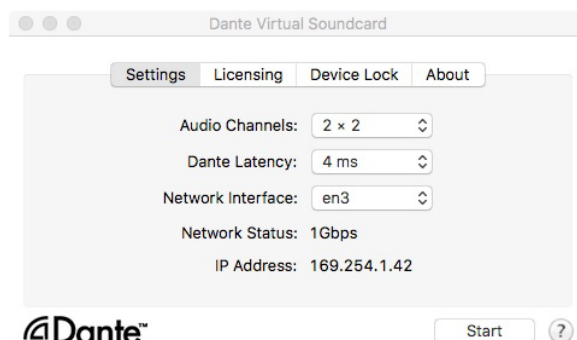 Dante Virtual Soundcard
Settings Licensing Device Lock About
Audio Channels: 2 × 2
Dante Latency: 4 ms
Network Interface: en3
Network Status: 1Gbps
IP Address: 169.254.1.42
Dante™ Start ?